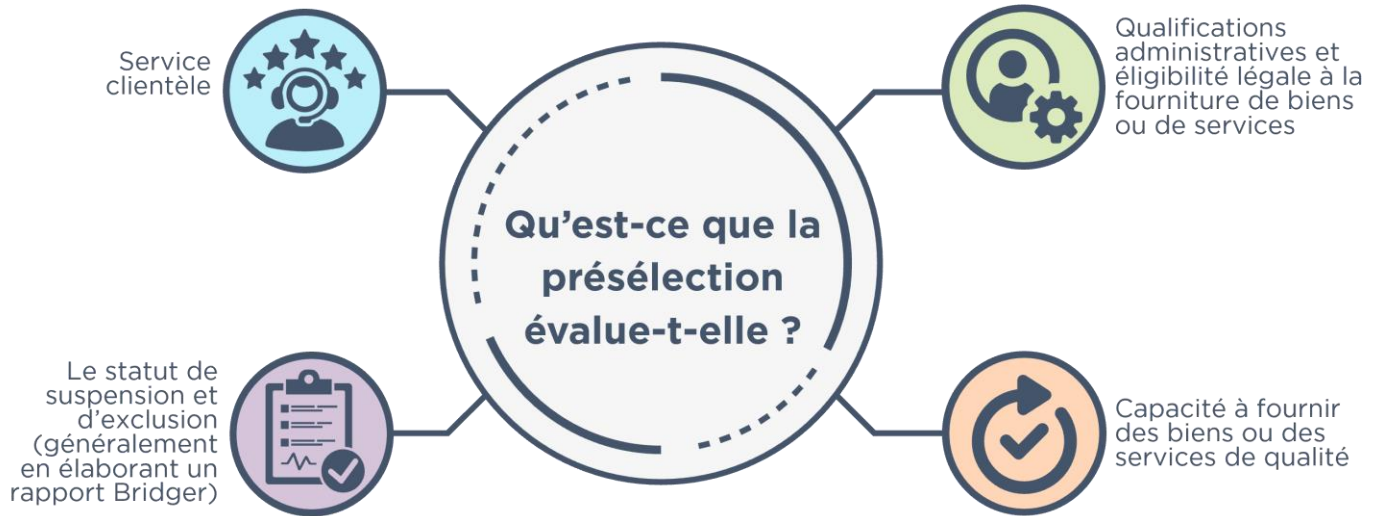 Service
clientèle
Qualifications
administratives et
éligibilité légale à la
fourniture de biens
ou de services
Qu’est-ce que la
présélection
évalue-t-elle ?
Le statut de
suspension et
d’exclusion
(généralement
en élaborant un
rapport Bridger)
Capacité à fournir
des biens ou des
services de qualité